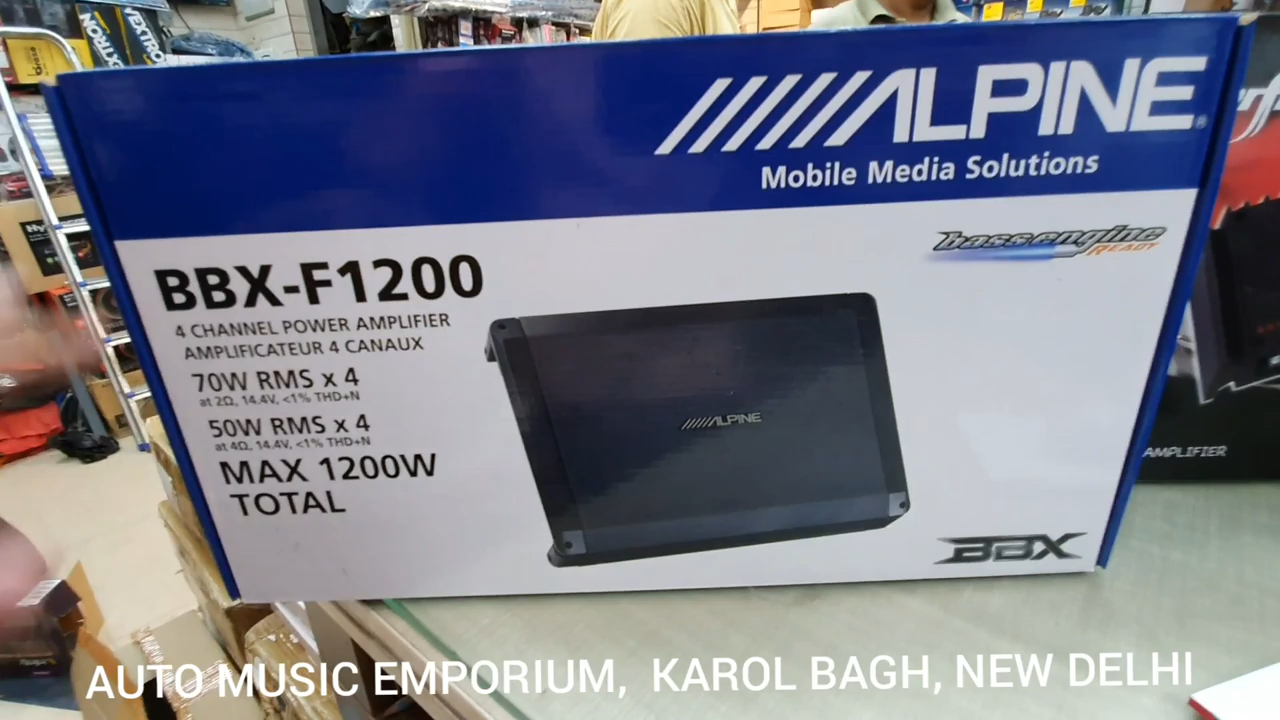 ALPINE
Mobile Media Solutions
bassengine
READY
BBX-F1200
4 CHANNEL POWER AMPLIFIER
AMPLIFICATEUR 4 CANAUX
70W RMS x 4
at 2Ω, 14.4V, <1% THD+N
50W RMS x 4
at 4Ω, 14.4V, <1% THD+N
MAX 1200W
TOTAL
ALPINE
BBX
AMPLIFIER
AUTO MUSIC EMPORIUM, KAROL BAGH, NEW DELHI